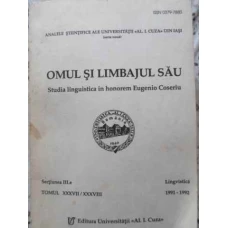 ANALELE ŞTIINŢIFICE ALE UNIVERSITĂŢII «AL. I. CUZA» DIN IAŞI
OMUL ŞI LIMBAJUL SĂU
Studia linguistica in honorem Eugenio Coseriu
Secţiunea III.e
Lingvistică
TOMUL XXXVII / XXXVIII
1991-1992
Editura Universităţii «Al. I. Cuza»